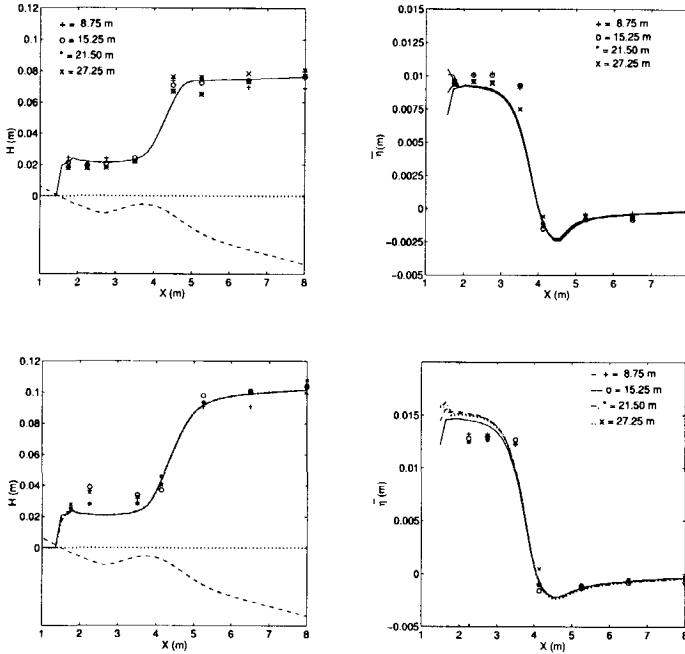 0.12
+ = 8.75 m
o = 15.25 m
* = 21.50 m
x = 27.25 m
0.1
0.08
0.06
0.04
0.02
0
H (m)
1 2 3 4 5 6 7 8
X (m)
0.015
+ = 8.75 m
o = 15.25 m
* = 21.50 m
x = 27.25 m
0.0125
0.01
0.0075
0.005
0.0025
0
−0.0025
−0.005
η̅ (m)
1 2 3 4 5 6 7
X (m)
0.12
0.1
0.08
0.06
0.04
0.02
0
H (m)
1 2 3 4 5 6 7 8
X (m)
- + = 8.75 m
— o = 15.25 m
-. * = 21.50 m
.. x = 27.25 m
0.015
0.01
0.005
0
−0.005
η̅ (m)
1 2 3 4 5 6 7 8
X (m)